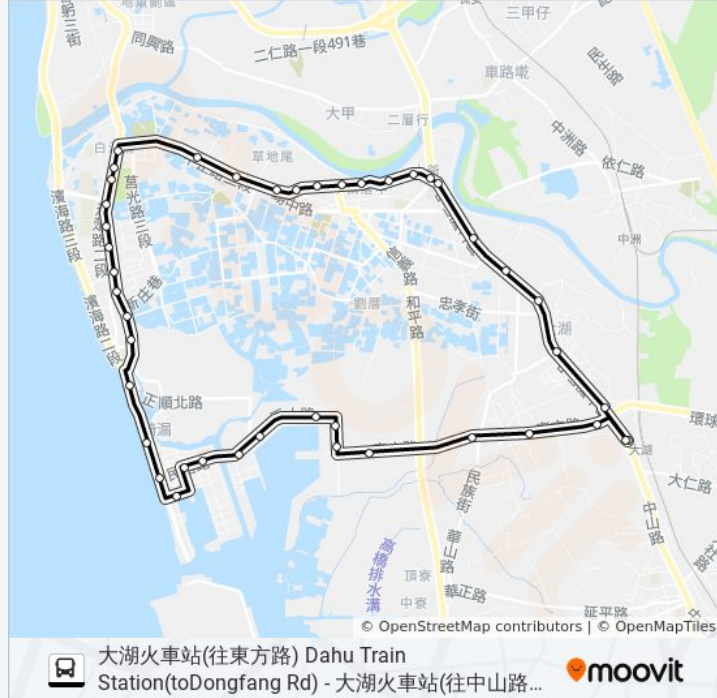 同興路
二仁路一段491巷
三甲仔
車路墘
大甲
二層行
中洲路
依仁路
草地尾
濱海路三段
莒光路三段
中洲
信義路
和平路
忠孝街
劉厝
濱海路二段
正順北路
環球
大湖
民族街
大仁路
中山路
華山路
高橋排水溝
頂寮
中寮
華正路
延平路
© OpenStreetMap contributors | © OpenMapTiles
大湖火車站(往東方路) Dahu Train
Station(toDongfang Rd) - 大湖火車站(往中山路...
moovit